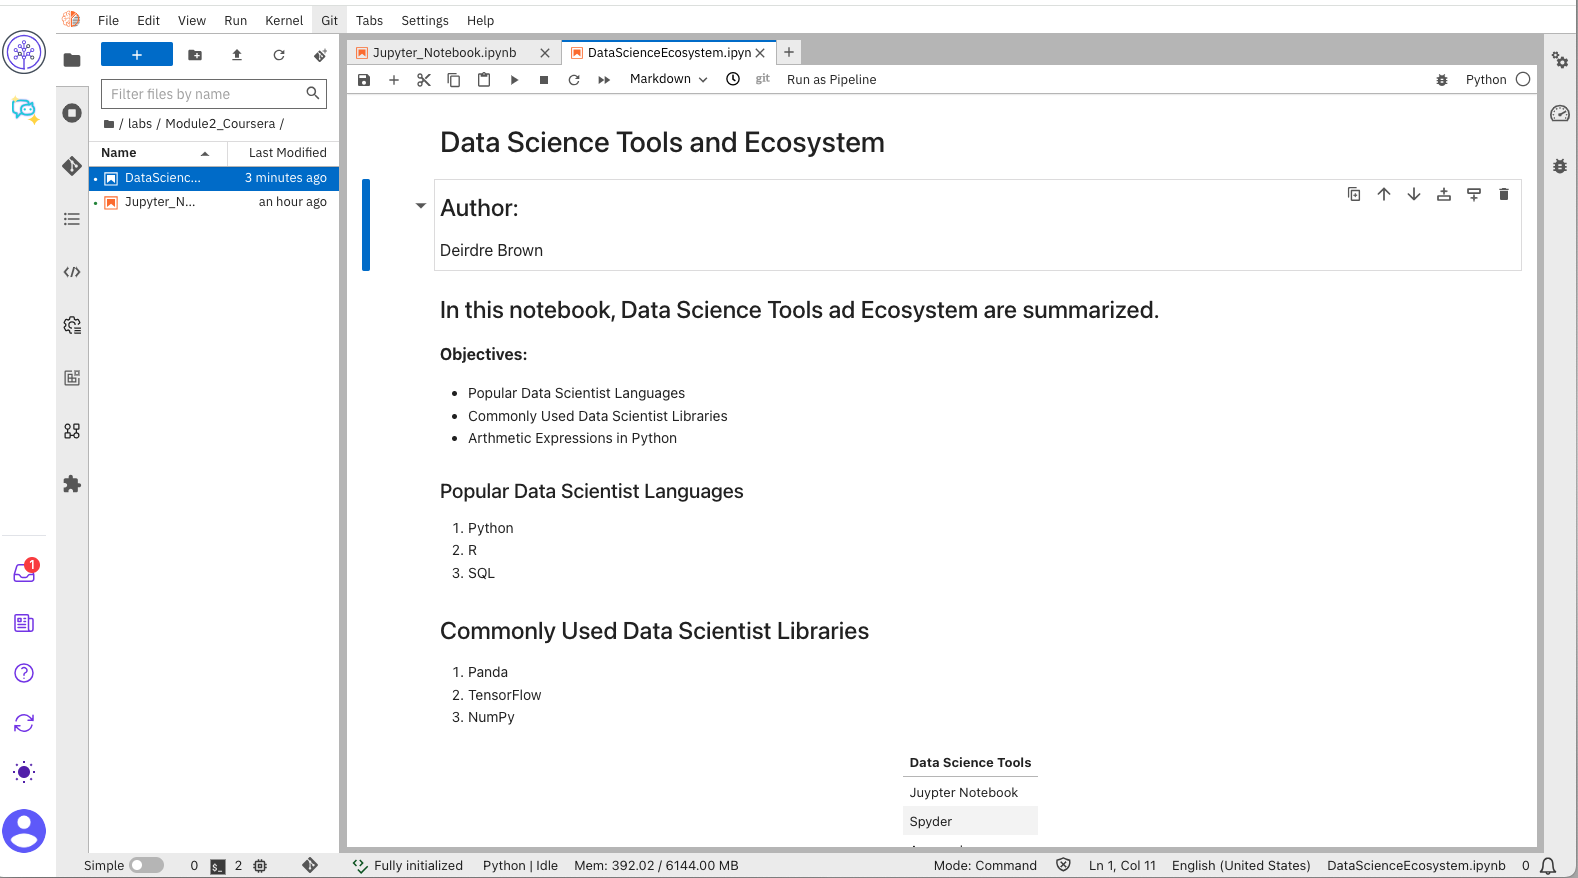 File Edit View Run Kernel Git Tabs Settings Help
+
Filter files by name
/ labs / Module2_Coursera /
Name Last Modified
DataScienc... 3 minutes ago
Jupyter_N... an hour ago
Jupyter_Notebook.ipynb
DataScienceEcosystem.ipyn
Markdown git Run as Pipeline Python
Data Science Tools and Ecosystem
Author:
Deirdre Brown
In this notebook, Data Science Tools ad Ecosystem are summarized.
Objectives:
Popular Data Scientist Languages
Commonly Used Data Scientist Libraries
Arthmetic Expressions in Python
Popular Data Scientist Languages
1. Python
2. R
3. SQL
Commonly Used Data Scientist Libraries
1. Panda
2. TensorFlow
3. NumPy
Data Science Tools
Juypter Notebook
Spyder
1
Simple 0 $_ 2 Fully initialized Python | Idle Mem: 392.02 / 6144.00 MB Mode: Command Ln 1, Col 11 English (United States) DataScienceEcosystem.ipynb 0